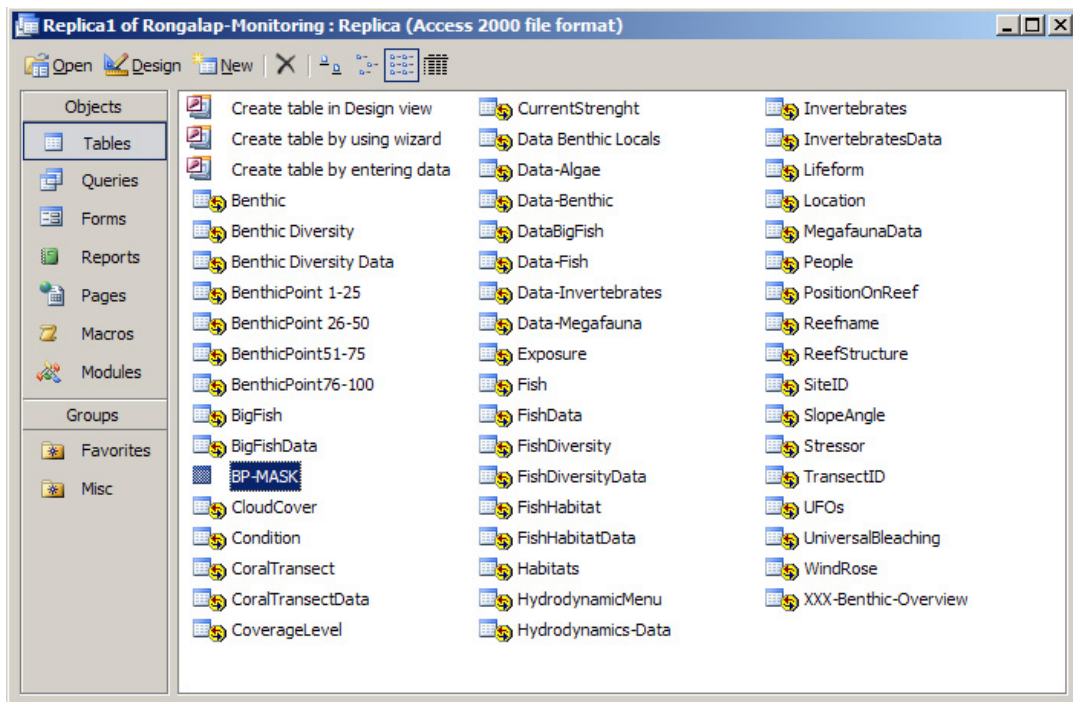 Replica1 of Rongalap-Monitoring : Replica (Access 2000 file format)
Open Design New
Objects
Tables
Queries
Forms
Reports
Pages
Macros
Modules
Groups
Favorites
Misc
Create table in Design view
Create table by using wizard
Create table by entering data
Benthic
Benthic Diversity
Benthic Diversity Data
BenthicPoint 1-25
BenthicPoint 26-50
BenthicPoint51-75
BenthicPoint76-100
BigFish
BigFishData
BP-MASK
CloudCover
Condition
CoralTransect
CoralTransectData
CoverageLevel
CurrentStrenght
Data Benthic Locals
Data-Algae
Data-Benthic
DataBigFish
Data-Fish
Data-Invertebrates
Data-Megafauna
Exposure
Fish
FishData
FishDiversity
FishDiversityData
FishHabitat
FishHabitatData
Habitats
HydrodynamicMenu
Hydrodynamics-Data
Invertebrates
InvertebratesData
Lifeform
Location
MegafaunaData
People
PositionOnReef
Reefname
ReefStructure
SiteID
SlopeAngle
Stressor
TransectID
UFOs
UniversalBleaching
WindRose
XXX-Benthic-Overview